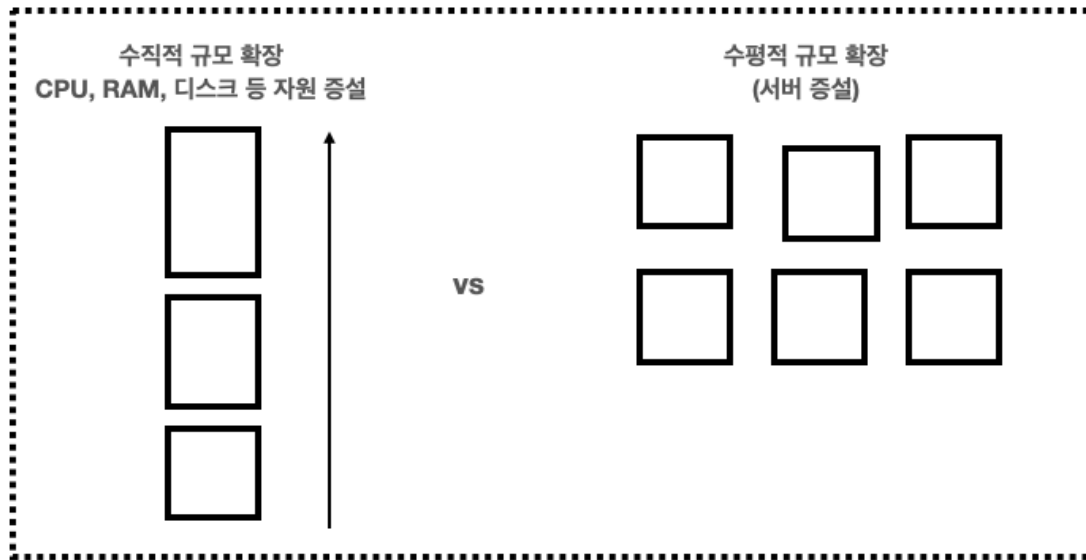 수직적 규모 확장
CPU, RAM, 디스크 등 자원 증설
vs
수평적 규모 확장
(서버 증설)